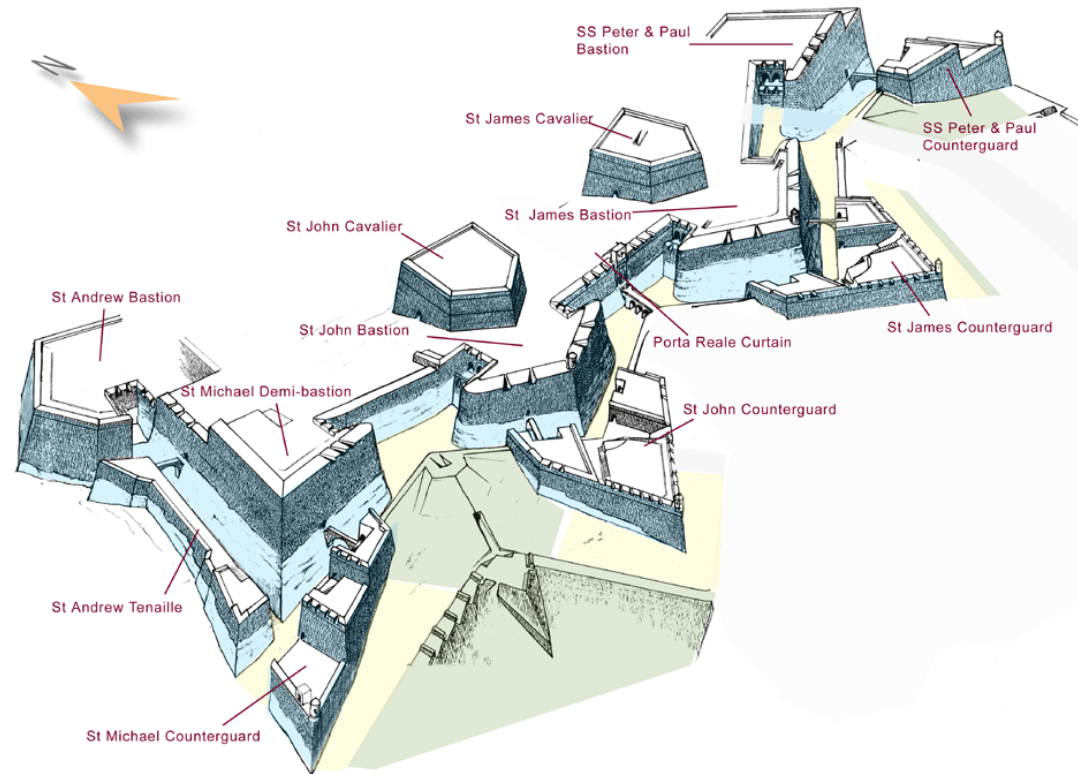 SS Peter & Paul
Bastion
N
St James Cavalier
SS Peter & Paul
Counterguard
St James Bastion
St John Cavalier
St Andrew Bastion
St John Bastion
St James Counterguard
Porta Reale Curtain
St Michael Demi-bastion
St John Counterguard
St Andrew Tenaille
St Michael Counterguard